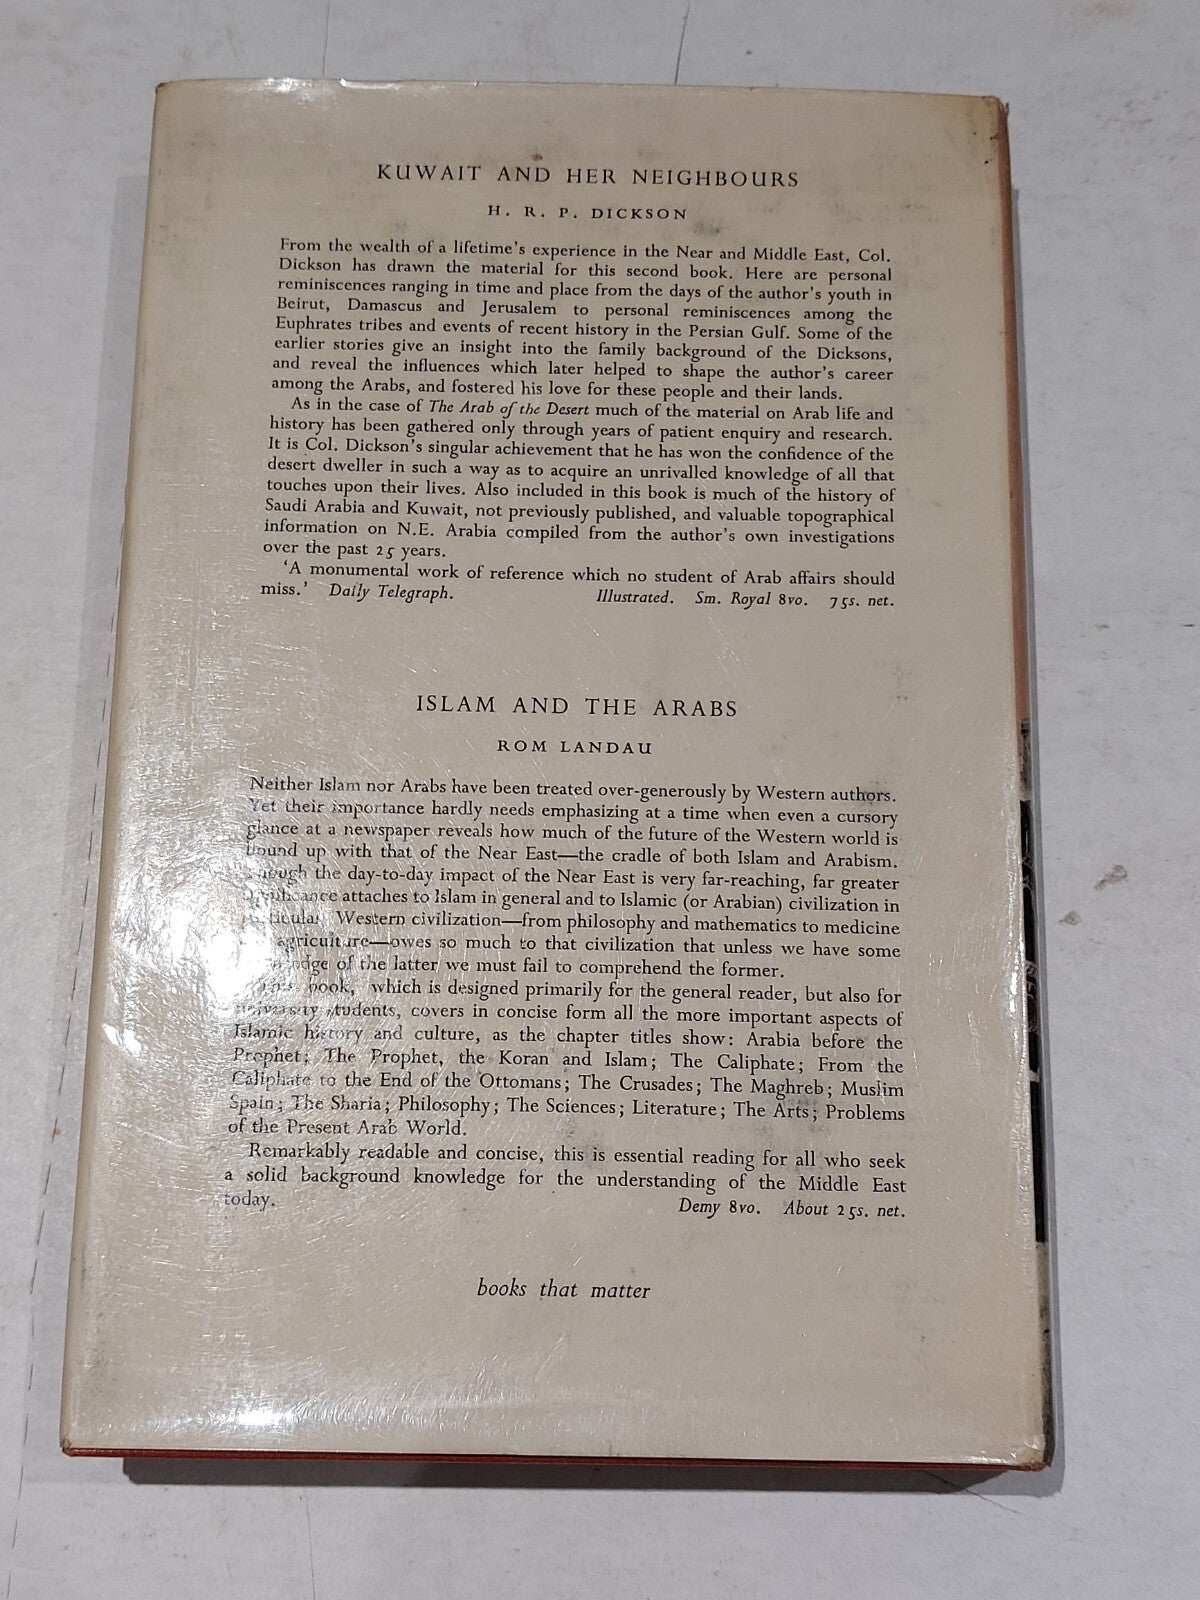 KUWAIT AND HER NEIGHBOURS
H. R. P. DICKSON
From the wealth of a lifetime's experience in the Near and Middle East, Col.
Dickson has drawn the material for this second book. Here are personal
reminiscences ranging in time and place from the days of the author's youth in
Beirut, Damascus and Jerusalem to personal reminiscences among the
Euphrates tribes and events of recent history in the Persian Gulf. Some of the
earlier stories give an insight into the family background of the Dicksons,
and reveal the influences which later helped to shape the author's career
among the Arabs, and fostered his love for these people and their lands.
As in the case of The Arab of the Desert much of the material on Arab life and
history has been gathered only through years of patient enquiry and research.
It is Col. Dickson's singular achievement that he has won the confidence of the
desert dweller in such a way as to acquire an unrivalled knowledge of all that
touches upon their lives. Also included in this book is much of the history of
Saudi Arabia and Kuwait, not previously published, and valuable topographical
information on N.E. Arabia compiled from the author's own investigations
over the past 25 years.
'A monumental work of reference which no student of Arab affairs should
miss.' Daily Telegraph. Illustrated. Sm. Royal 8vo. 75s. net.
ISLAM AND THE ARABS
ROM LANDAU
Neither Islam nor Arabs have been treated over-generously by Western authors.
Yet their importance hardly needs emphasizing at a time when even a cursory
glance at a newspaper reveals how much of the future of the Western world is
bound up with that of the Near East—the cradle of both Islam and Arabism.
the day-to-day impact of the Near East is very far-reaching, far greater
attaches to Islam in general and to Islamic (or Arabian) civilization in
Western civilization—from philosophy and mathematics to medicine
agriculture—owes so much to that civilization that unless we have some
of the latter we must fail to comprehend the former.
book, which is designed primarily for the general reader, but also for
students, covers in concise form all the more important aspects of
Islamic history and culture, as the chapter titles show: Arabia before the
Prophet; The Prophet, the Koran and Islam; The Caliphate; From the
Caliphate to the End of the Ottomans; The Crusades; The Maghreb; Muslim
Spain; The Sharia; Philosophy; The Sciences; Literature; The Arts; Problems
of the Present Arab World.
Remarkably readable and concise, this is essential reading for all who seek
a solid background knowledge for the understanding of the Middle East
today. Demy 8vo. About 25s. net.
books that matter